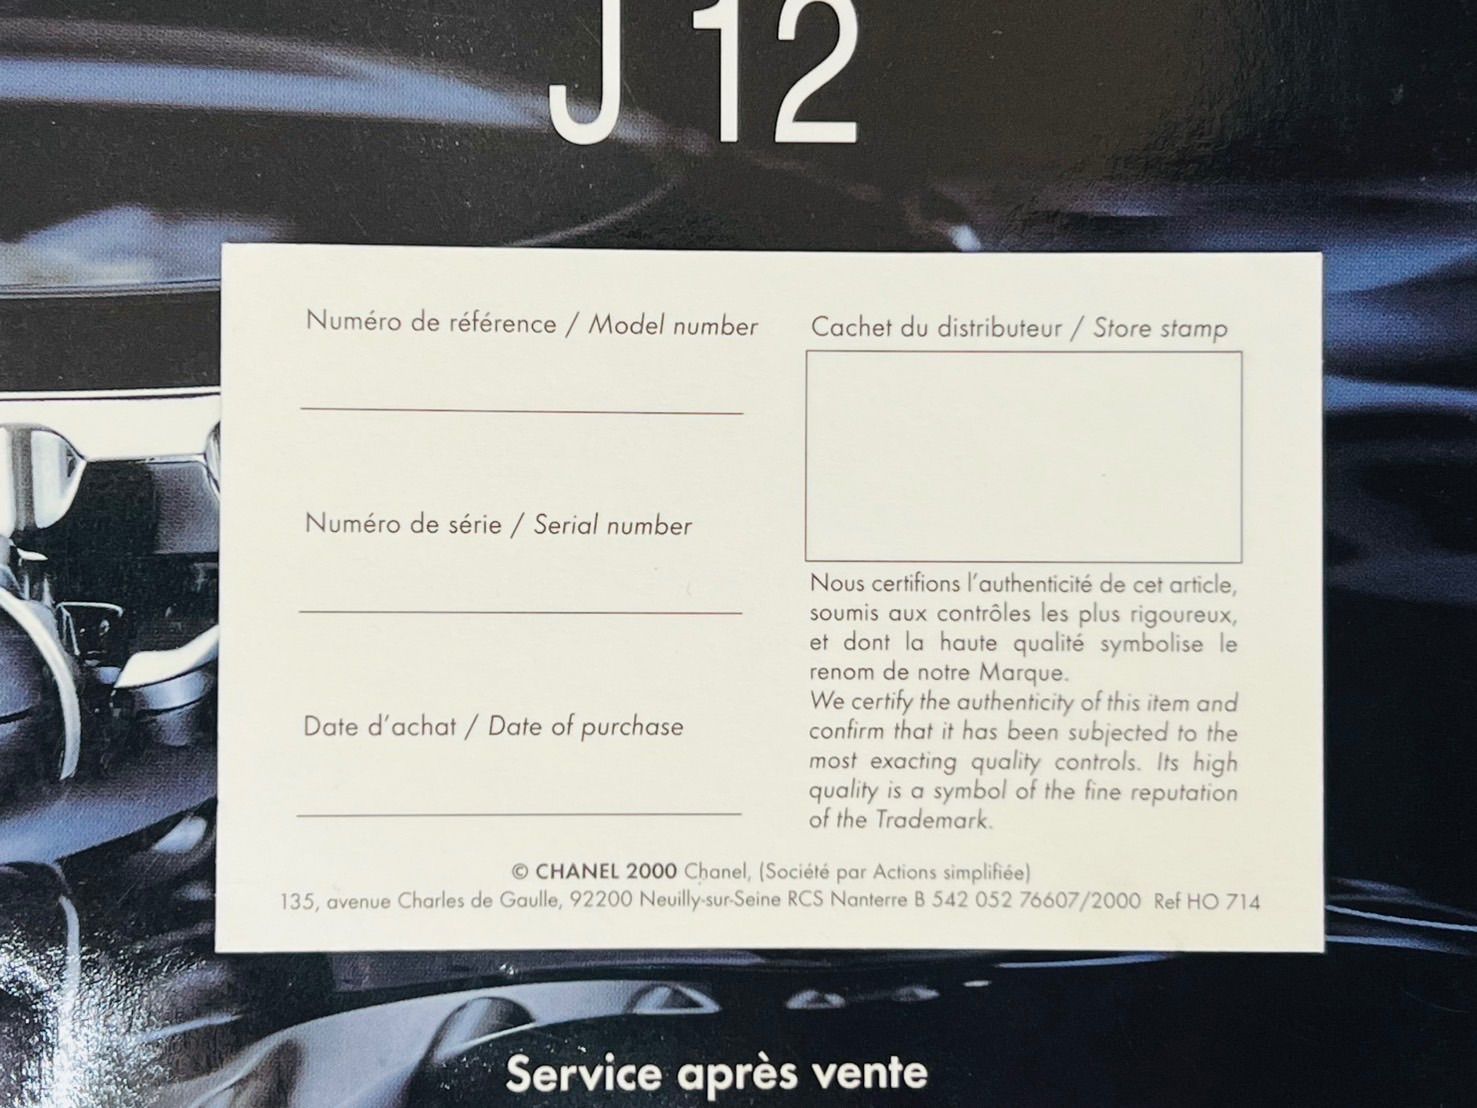 J12
Numéro de référence / Model number
Cachet du distributeur / Store stamp
Numéro de série / Serial number
Date d'achat / Date of purchase
Nous certifions l'authenticité de cet article,
soumis aux contrôles les plus rigoureux,
et dont la haute qualité symbolise le
renom de notre Marque.
We certify the authenticity of this item and
confirm that it has been subjected to the
most exacting quality controls. Its high
quality is a symbol of the fine reputation
of the Trademark.
© CHANEL 2000 Chanel, (Société par Actions simplifiée)
135, avenue Charles de Gaulle, 92200 Neuilly-sur-Seine RCS Nanterre B 542 052 76607/2000 Ref HO 714
Service après vente